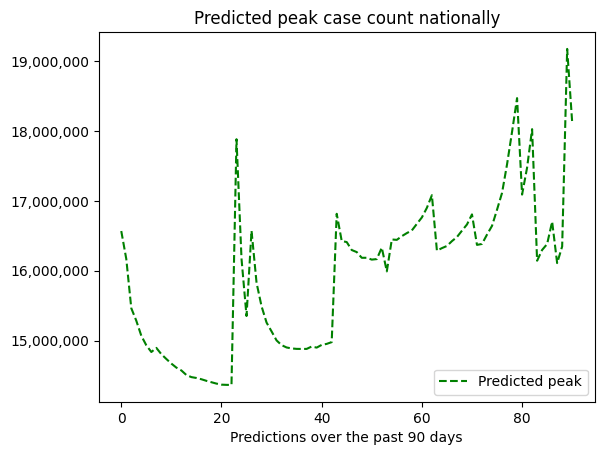 Predicted peak case count nationally
19,000,000
18,000,000
17,000,000
16,000,000
15,000,000
Predicted peak
0 20 40 60 80
Predictions over the past 90 days